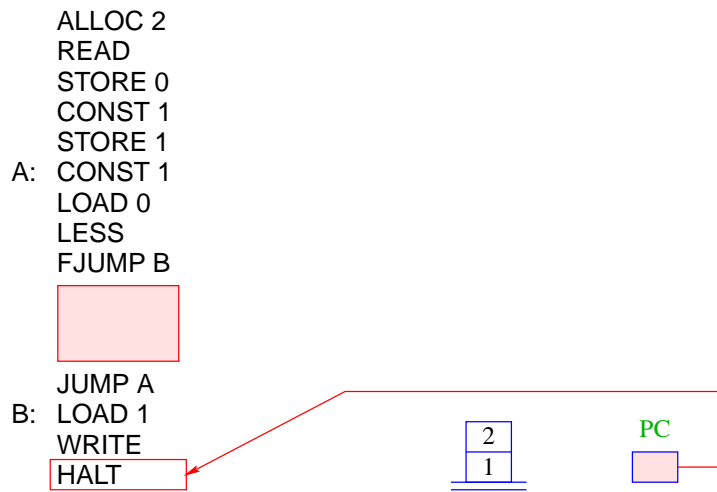 ALLOC 2
READ
STORE 0
CONST 1
STORE 1
A: CONST 1
LOAD 0
LESS
FJUMP B
JUMP A
B: LOAD 1
WRITE
HALT
2
1
PC